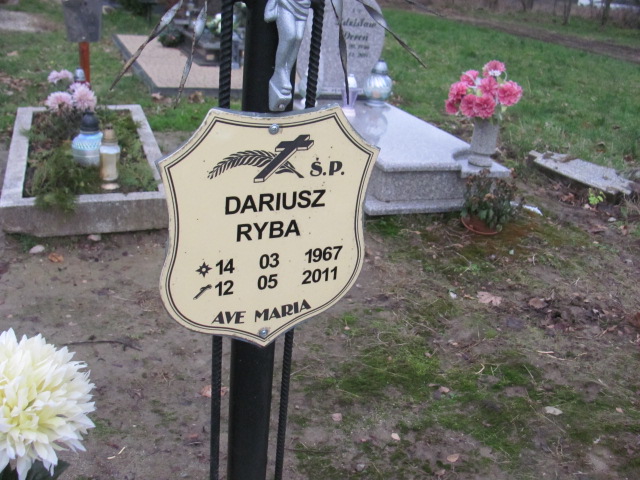 Ś.P.
DARIUSZ
RYBA
14 03 1967
12 05 2011
AVE MARIA